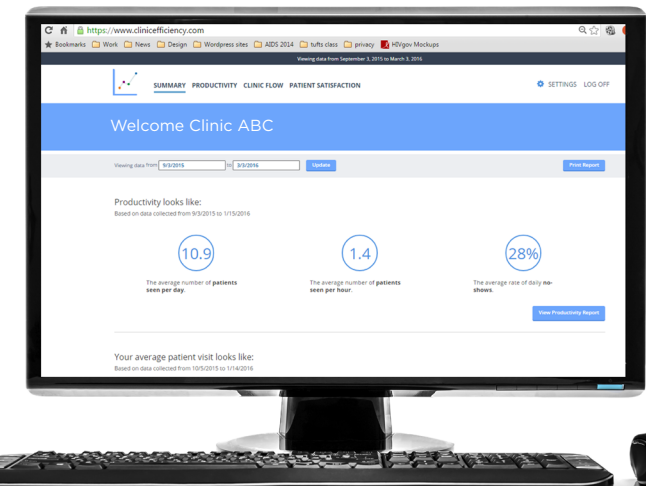 https://www.clinicefficiency.com
Bookmarks Work News Design Wordpress sites AIDS 2014 tufts class privacy HIVgov Mockups
Viewing data from September 3, 2015 to March 3, 2016
SUMMARY PRODUCTIVITY CLINIC FLOW PATIENT SATISFACTION SETTINGS LOG OFF
Welcome Clinic ABC
Viewing data from 9/3/2015 to 3/3/2016 Update Print Report
Productivity looks like:
Based on data collected from 9/3/2015 to 1/15/2016
10.9 1.4 28%
The average number of patients
seen per day.
The average number of patients
seen per hour.
The average rate of daily no-
shows.
View Productivity Report
Your average patient visit looks like:
Based on data collected from 10/5/2015 to 1/14/2016